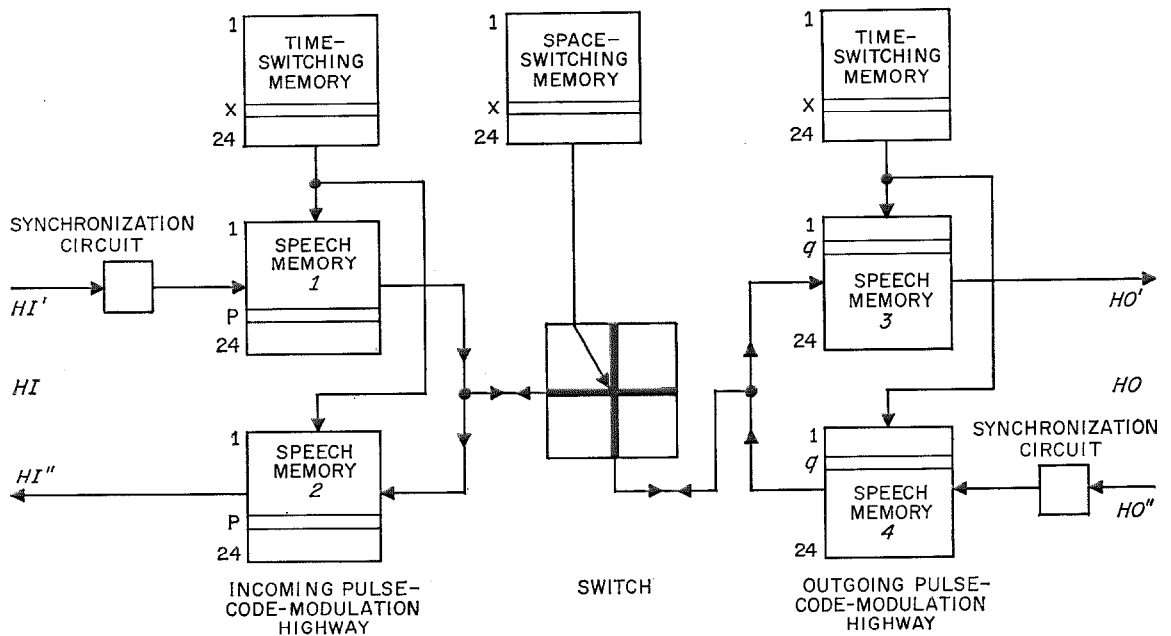 1
TIME-
SWITCHING
MEMORY
X
24
1
SPACE-
SWITCHING
MEMORY
X
24
1
TIME-
SWITCHING
MEMORY
X
24
SYNCHRONIZATION
CIRCUIT
HI'
1
SPEECH
MEMORY
1
P
24
1
q
SPEECH
MEMORY
3
24
HO'
HI
HO
HI"
1
SPEECH
MEMORY
2
P
24
1
q
SPEECH
MEMORY
4
24
SYNCHRONIZATION
CIRCUIT
HO"
INCOMING PULSE-
CODE-MODULATION
HIGHWAY
SWITCH
OUTGOING PULSE-
CODE-MODULATION
HIGHWAY